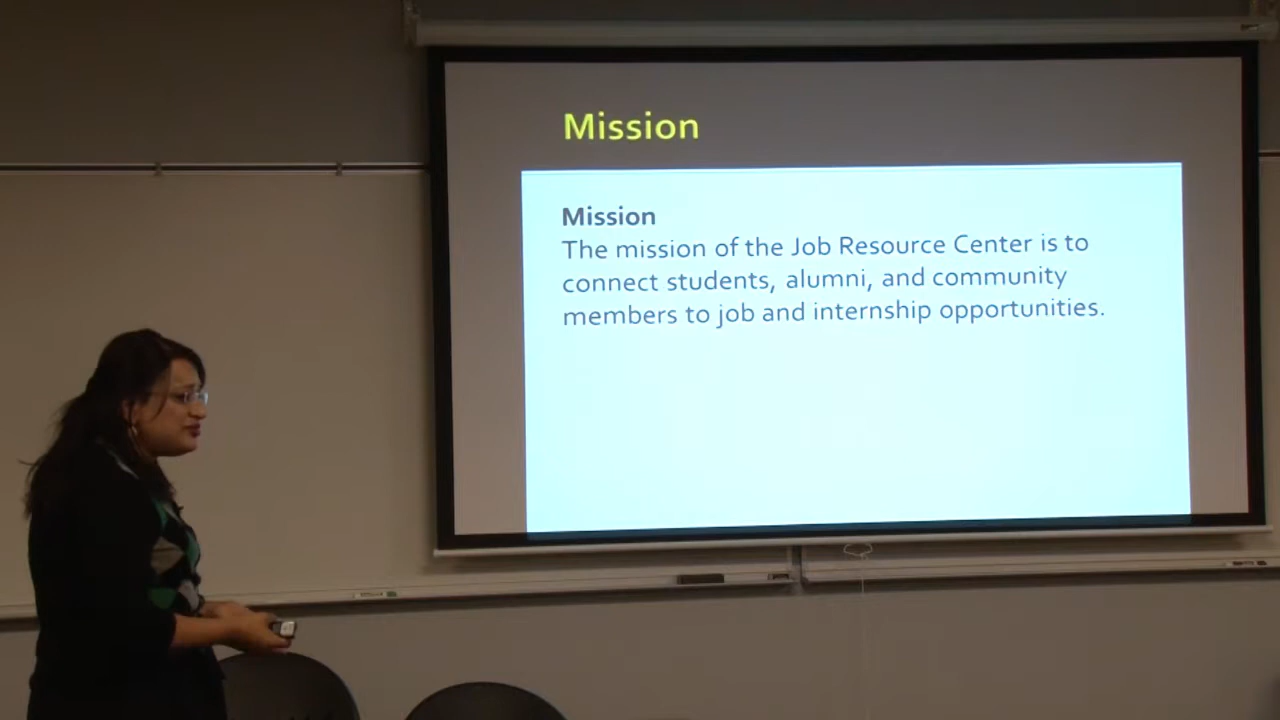 Mission
Mission
The mission of the Job Resource Center is to
connect students, alumni, and community
members to job and internship opportunities.